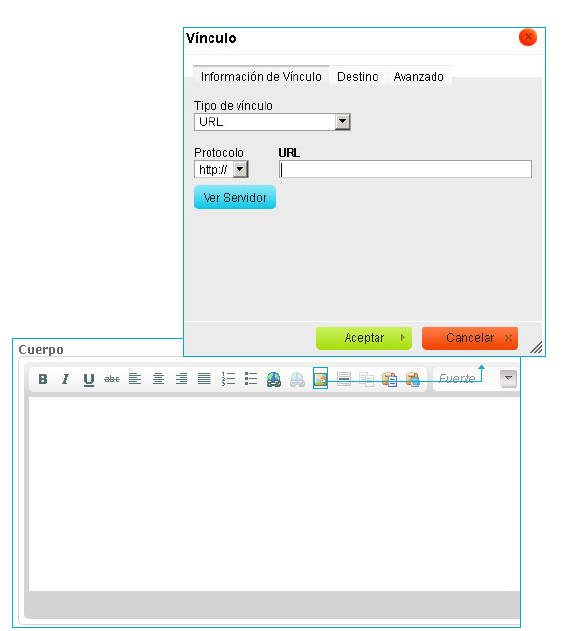 Vínculo
Información de Vínculo Destino Avanzado
Tipo de vínculo
URL
Protocolo URL
http://
Ver Servidor
Aceptar Cancelar
Cuerpo
B I U abc Fuente